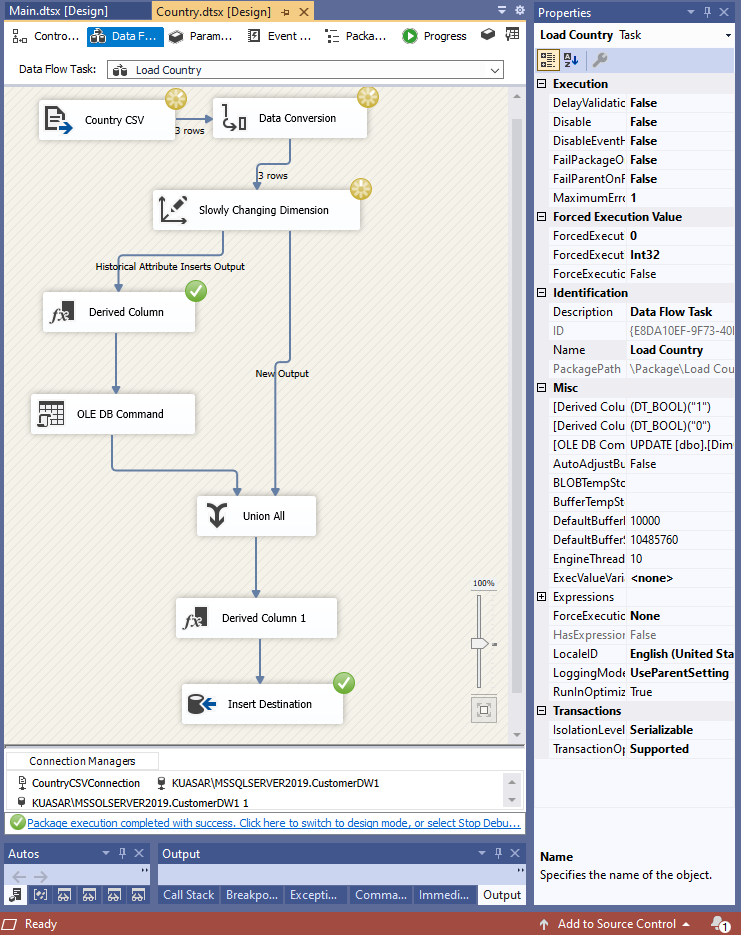 Main.dtsx [Design]
Country.dtsx [Design]
Contro...
Data F...
Param...
Event ...
Packa...
Progress
Data Flow Task:
Load Country
Country CSV
3 rows
Data Conversion
3 rows
Slowly Changing Dimension
Historical Attribute Inserts Output
Derived Column
New Output
OLE DB Command
Union All
Derived Column 1
Insert Destination
100%
Connection Managers
CountryCSVConnection
KUASAR\MSSQLSERVER2019.CustomerDW1
KUASAR\MSSQLSERVER2019.CustomerDW1 1
Package execution completed with success. Click here to switch to design mode, or select Stop Debu...
Autos
Output
Call Stack
Breakpo...
Excepti...
Comma...
Immedi...
Output
Properties
Load Country Task
Execution
DelayValidatic False
Disable False
DisableEventH False
FailPackageO False
FailParentOnF False
MaximumErro 1
Forced Execution Value
ForcedExecut 0
ForcedExecut Int32
ForceExecutic False
Identification
Description Data Flow Task
ID {E8DA10EF-9F73-40
Name Load Country
PackagePath \Package\Load Cou
Misc
[Derived Colu (DT_BOOL)("1")
[Derived Colu (DT_BOOL)("0")
[OLE DB Com UPDATE [dbo].[Dim
AutoAdjustBu False
BLOBTempSto
BufferTempSt
DefaultBufferI 10000
DefaultBufferS 10485760
EngineThread 10
ExecValueVari <none>
Expressions
ForceExecutio None
HasExpression False
LocaleID English (United Sta
LoggingMode UseParentSetting
RunInOptimiz True
Transactions
IsolationLevel Serializable
TransactionOp Supported
Name
Specifies the name of the object.
Ready
Add to Source Control
1